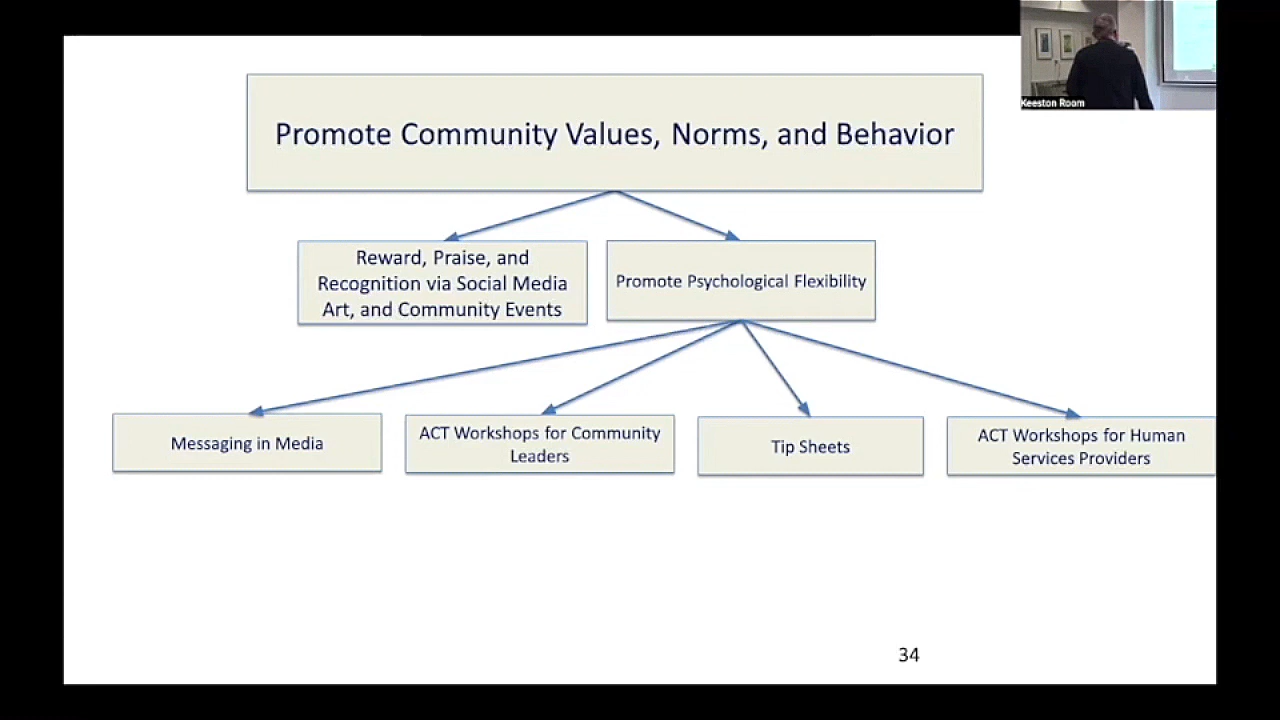 Keeston Room
Promote Community Values, Norms, and Behavior
Reward, Praise, and
Recognition via Social Media
Art, and Community Events
Promote Psychological Flexibility
Messaging in Media
ACT Workshops for Community
Leaders
Tip Sheets
ACT Workshops for Human
Services Providers
34